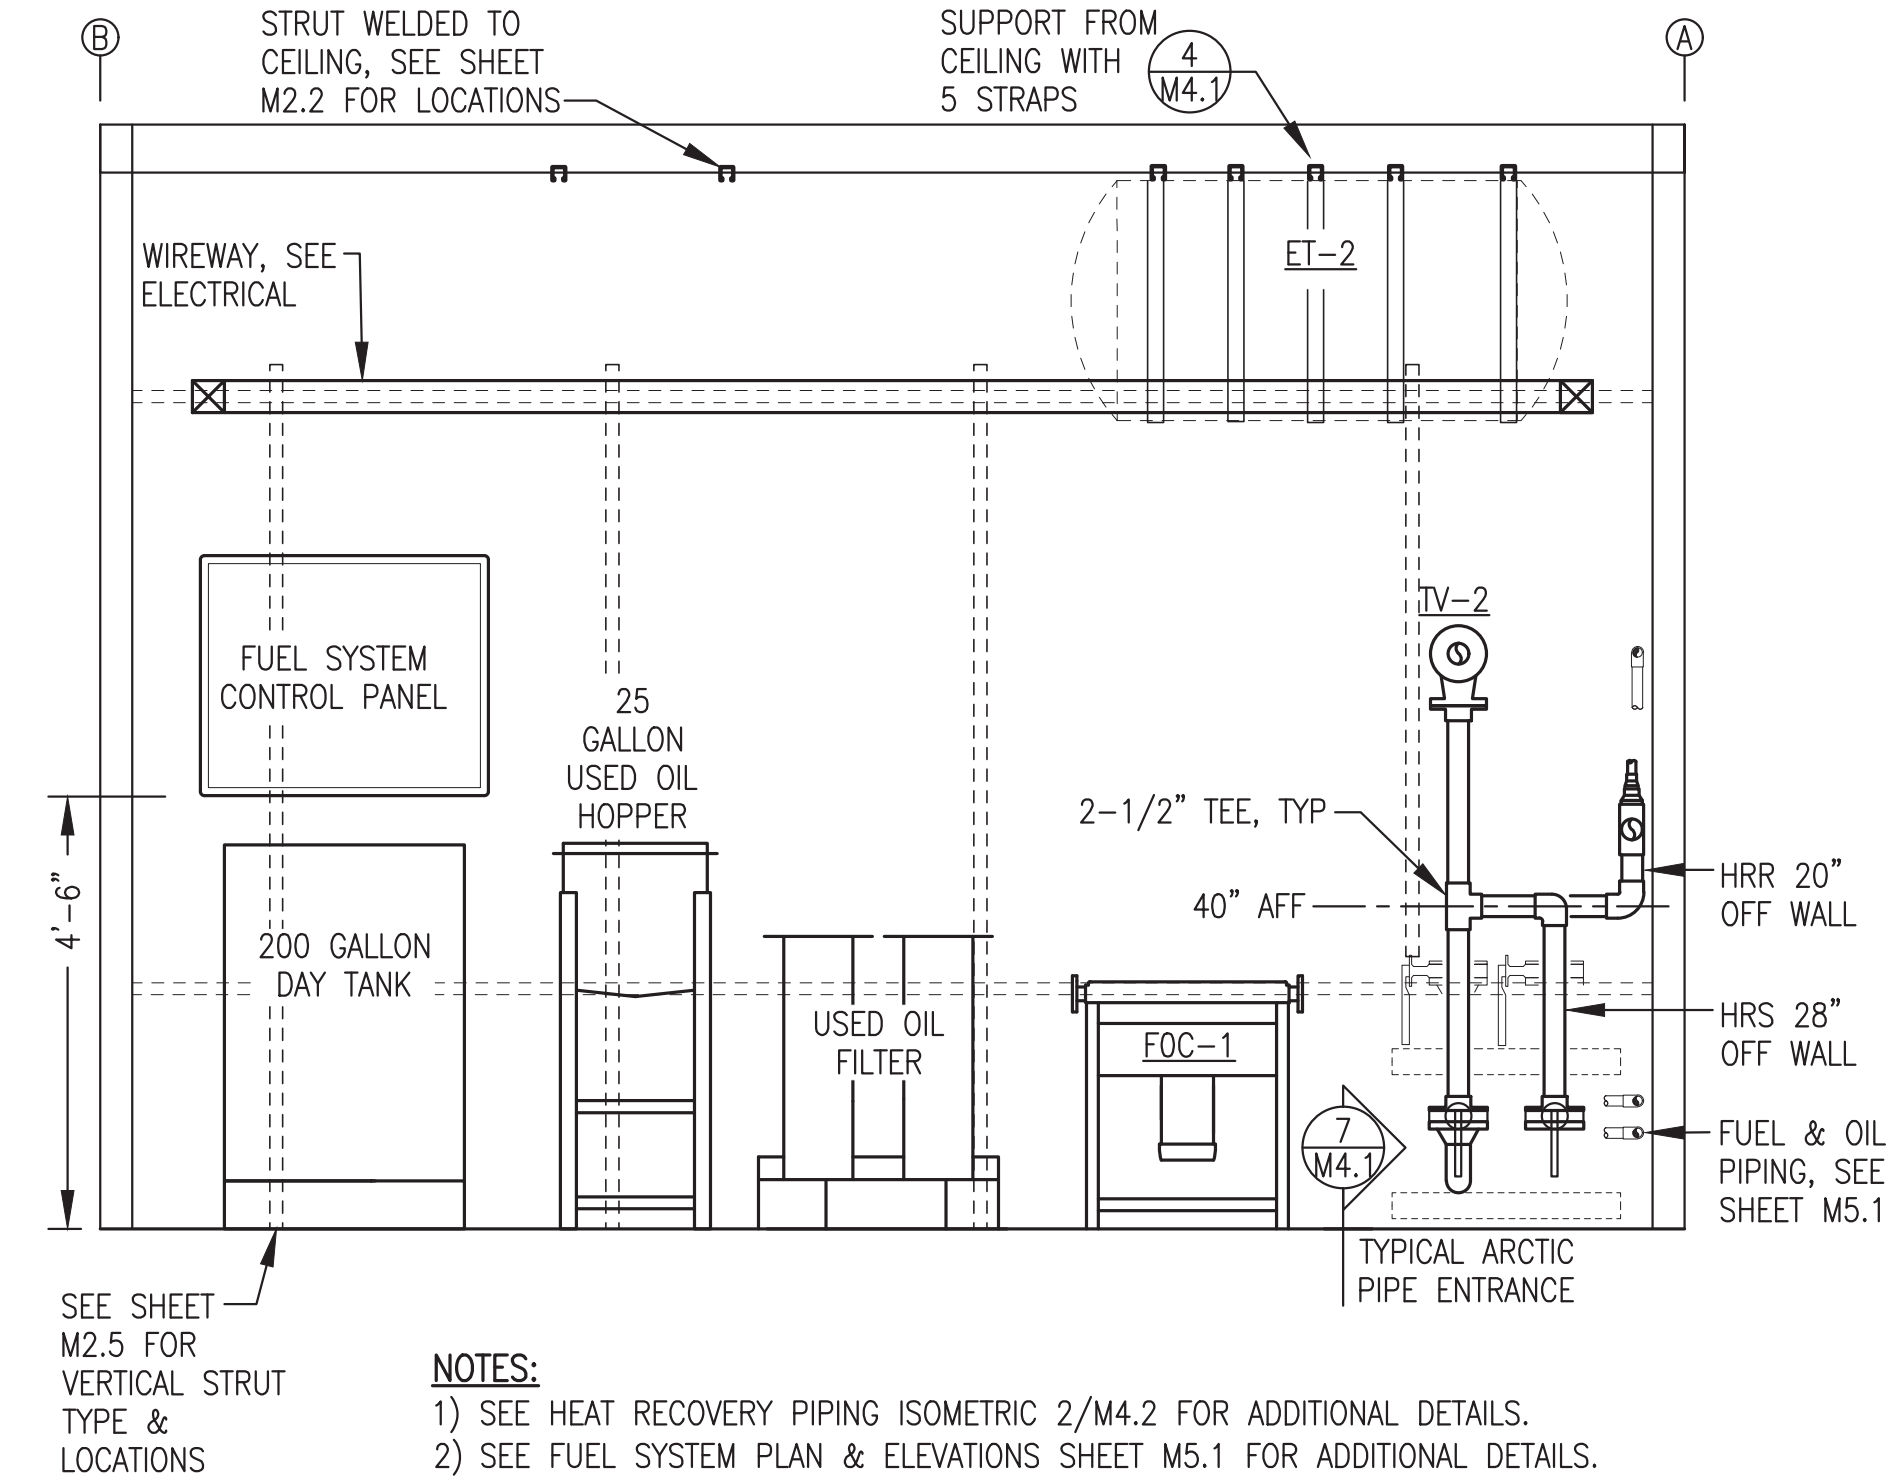 B
STRUT WELDED TO
CEILING, SEE SHEET
M2.2 FOR LOCATIONS
SUPPORT FROM
CEILING WITH
5 STRAPS
4
M4.1
A
WIREWAY, SEE
ELECTRICAL
ET-2
FUEL SYSTEM
CONTROL PANEL
25
GALLON
USED OIL
HOPPER
TV-2
2-1/2" TEE, TYP
40" AFF
HRR 20"
OFF WALL
4'-6"
200 GALLON
DAY TANK
USED OIL
FILTER
FOC-1
HRS 28"
OFF WALL
7
M4.1
FUEL & OIL
PIPING, SEE
SHEET M5.1
TYPICAL ARCTIC
PIPE ENTRANCE
SEE SHEET
M2.5 FOR
VERTICAL STRUT
TYPE &
LOCATIONS
NOTES:
1) SEE HEAT RECOVERY PIPING ISOMETRIC 2/M4.2 FOR ADDITIONAL DETAILS.
2) SEE FUEL SYSTEM PLAN & ELEVATIONS SHEET M5.1 FOR ADDITIONAL DETAILS.